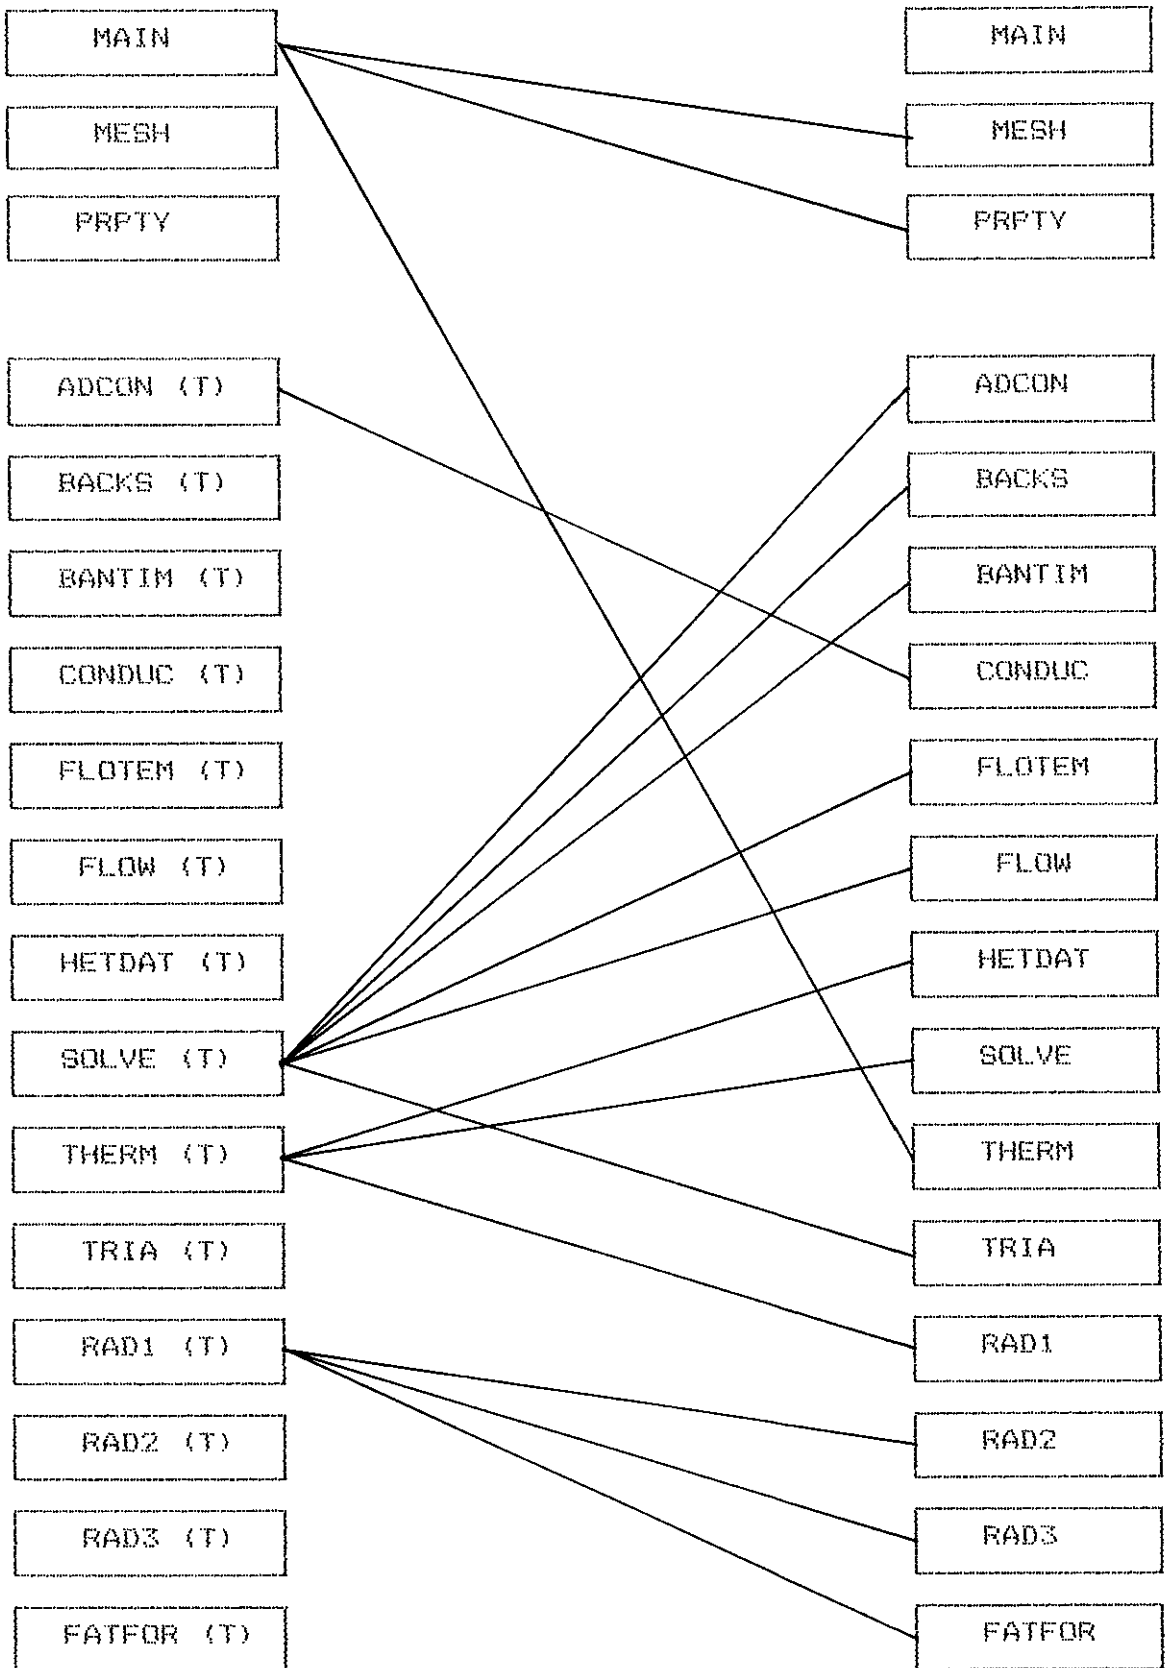 MAIN MAIN
MESH MESH
PRPTY PRPTY
ADCON (T) ADCON
BACKS (T) BACKS
BANTIM (T) BANTIM
CONDUC (T) CONDUC
FLOTEM (T) FLOTEM
FLOW (T) FLOW
HETDAT (T) HETDAT
SOLVE (T) SOLVE
THERM (T) THERM
TRIA (T) TRIA
RAD1 (T) RAD1
RAD2 (T) RAD2
RAD3 (T) RAD3
FATFOR (T) FATFOR